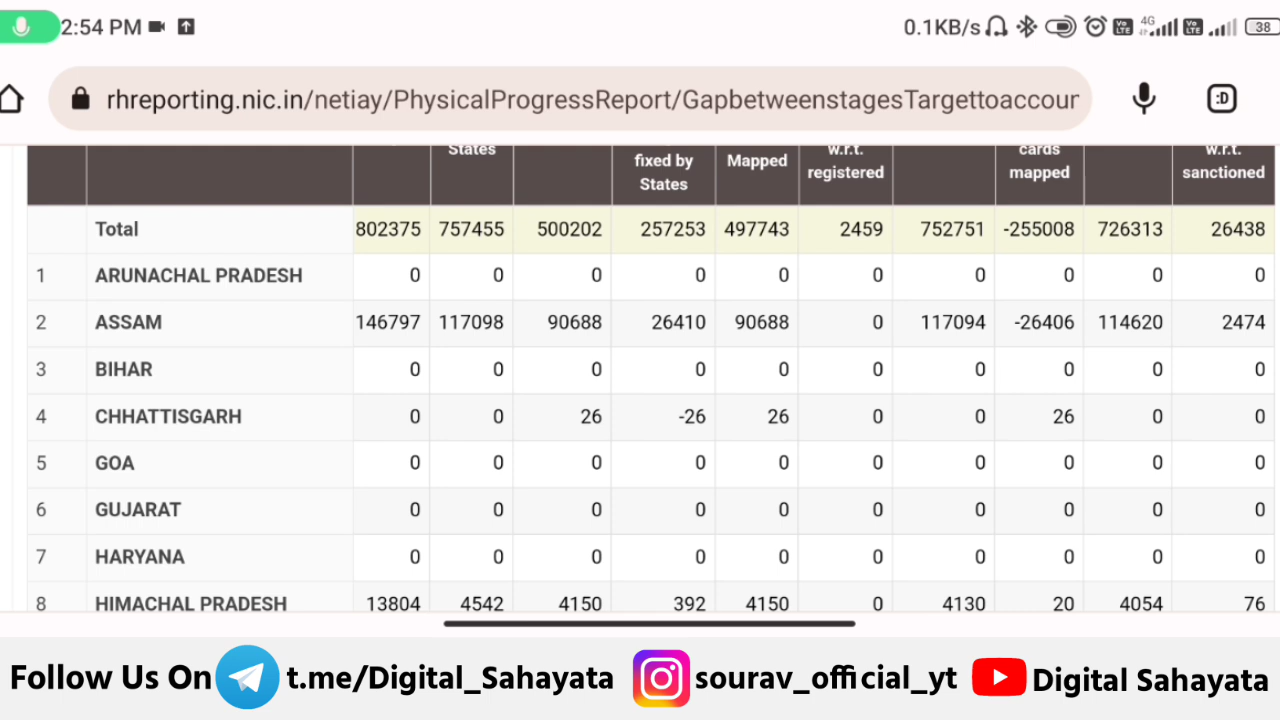 2:54 PM 0.1KB/s 4G Vo LTE Vo LTE 38
rhreporting.nic.in/netiay/PhysicalProgressReport/GapbetweenstagesTargettoaccour
States fixed by States Mapped w.r.t. registered cards mapped w.r.t. sanctioned
Total 802375 757455 500202 257253 497743 2459 752751 -255008 726313 26438
1 ARUNACHAL PRADESH 0 0 0 0 0 0 0 0 0 0
2 ASSAM 146797 117098 90688 26410 90688 0 117094 -26406 114620 2474
3 BIHAR 0 0 0 0 0 0 0 0 0 0
4 CHHATTISGARH 0 0 26 -26 26 0 0 26 0 0
5 GOA 0 0 0 0 0 0 0 0 0 0
6 GUJARAT 0 0 0 0 0 0 0 0 0 0
7 HARYANA 0 0 0 0 0 0 0 0 0 0
8 HIMACHAL PRADESH 13804 4542 4150 392 4150 0 4130 20 4054 76
Follow Us On t.me/Digital_Sahayata sourav_official_yt Digital Sahayata